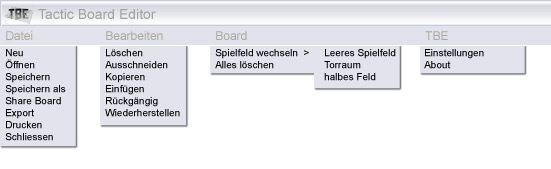 TBE Tactic Board Editor
Datei Bearbeiten Board TBE
Neu
Öffnen
Speichern
Speichern als
Share Board
Export
Drucken
Schliessen
Löschen
Ausschneiden
Kopieren
Einfügen
Rückgängig
Wiederherstellen
Spielfeld wechseln >
Alles löschen
Leeres Spielfeld
Torraum
halbes Feld
Einstellungen
About